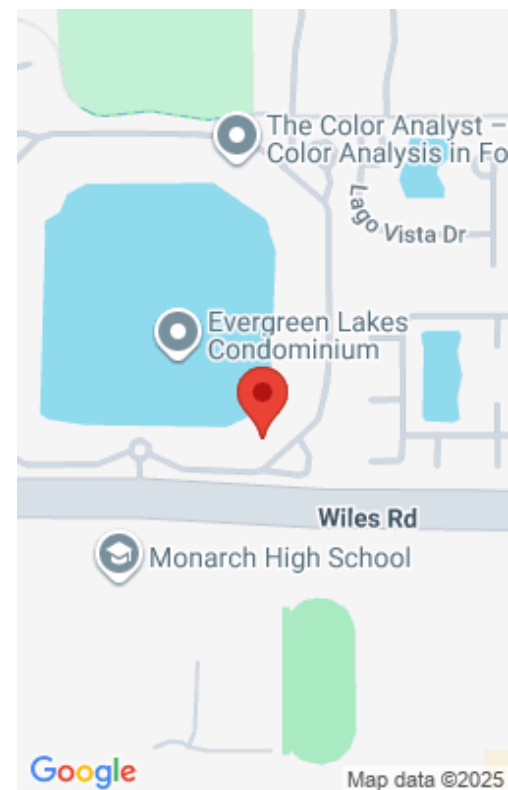 The Color Analyst –
Color Analysis in Fo
Lago Vista Dr
Evergreen Lakes
Condominium
Wiles Rd
Monarch High School
Google
Map data ©2025